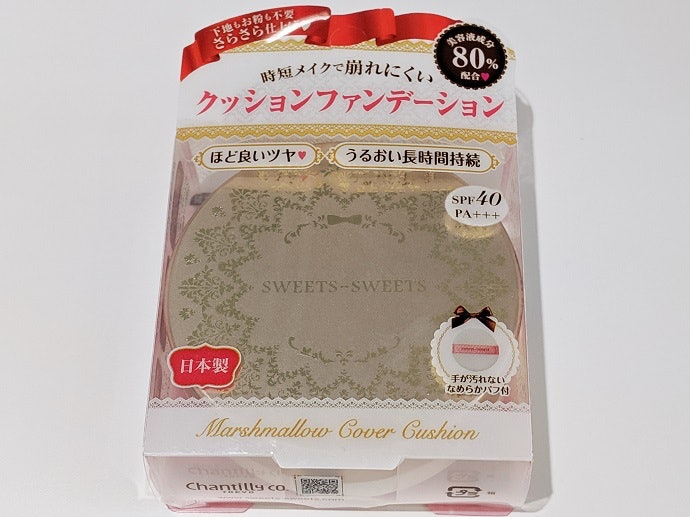 下地もお粉も不要
さらさら仕上げ
美容液成分
80%
配合♥
時短メイクで崩れにくい
クッションファンデーション
ほど良いツヤ♥
うるおい長時間持続
SPF40
PA+++
SWEETS-SWEETS
日本製
手が汚れない
なめらかパフ付
Marshmallow Cover Cushion
Chantilly co.
TOKYO